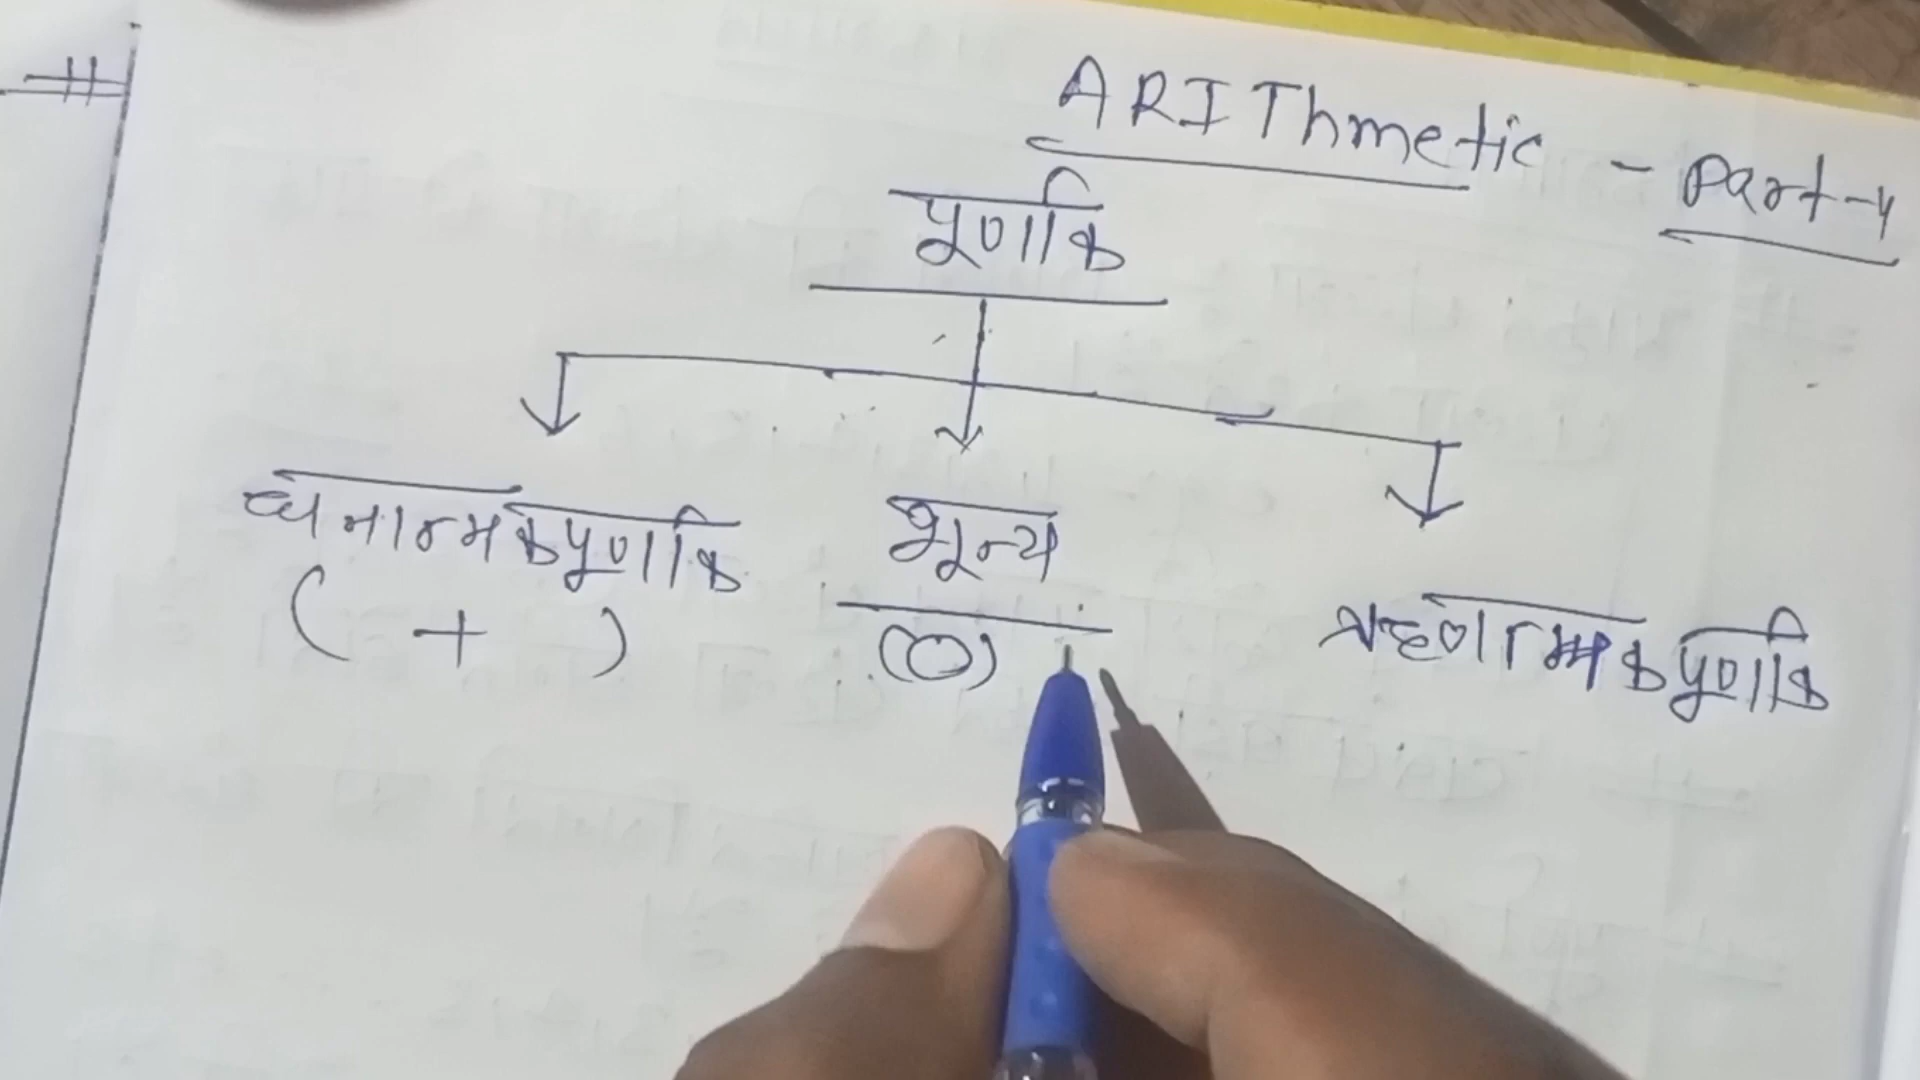 ARIThmetic - Part-4
पूर्णांक
धनात्मक पूर्णांक शून्य ऋणात्मक पूर्णांक
( + ) (0)